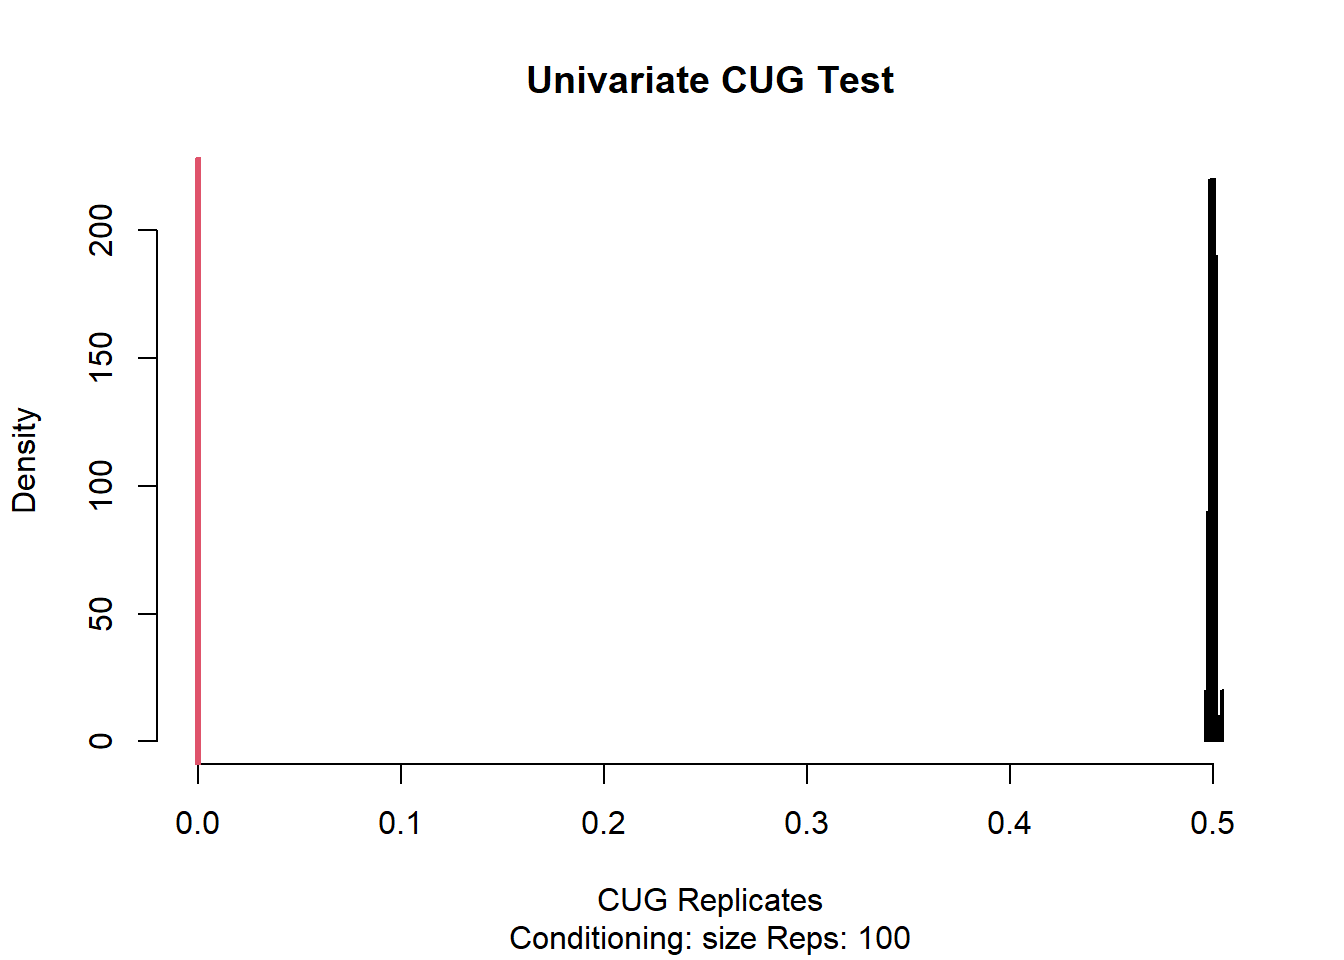 Univariate CUG Test
200
150
100
50
0
Density
0.0 0.1 0.2 0.3 0.4 0.5
CUG Replicates
Conditioning: size Reps: 100